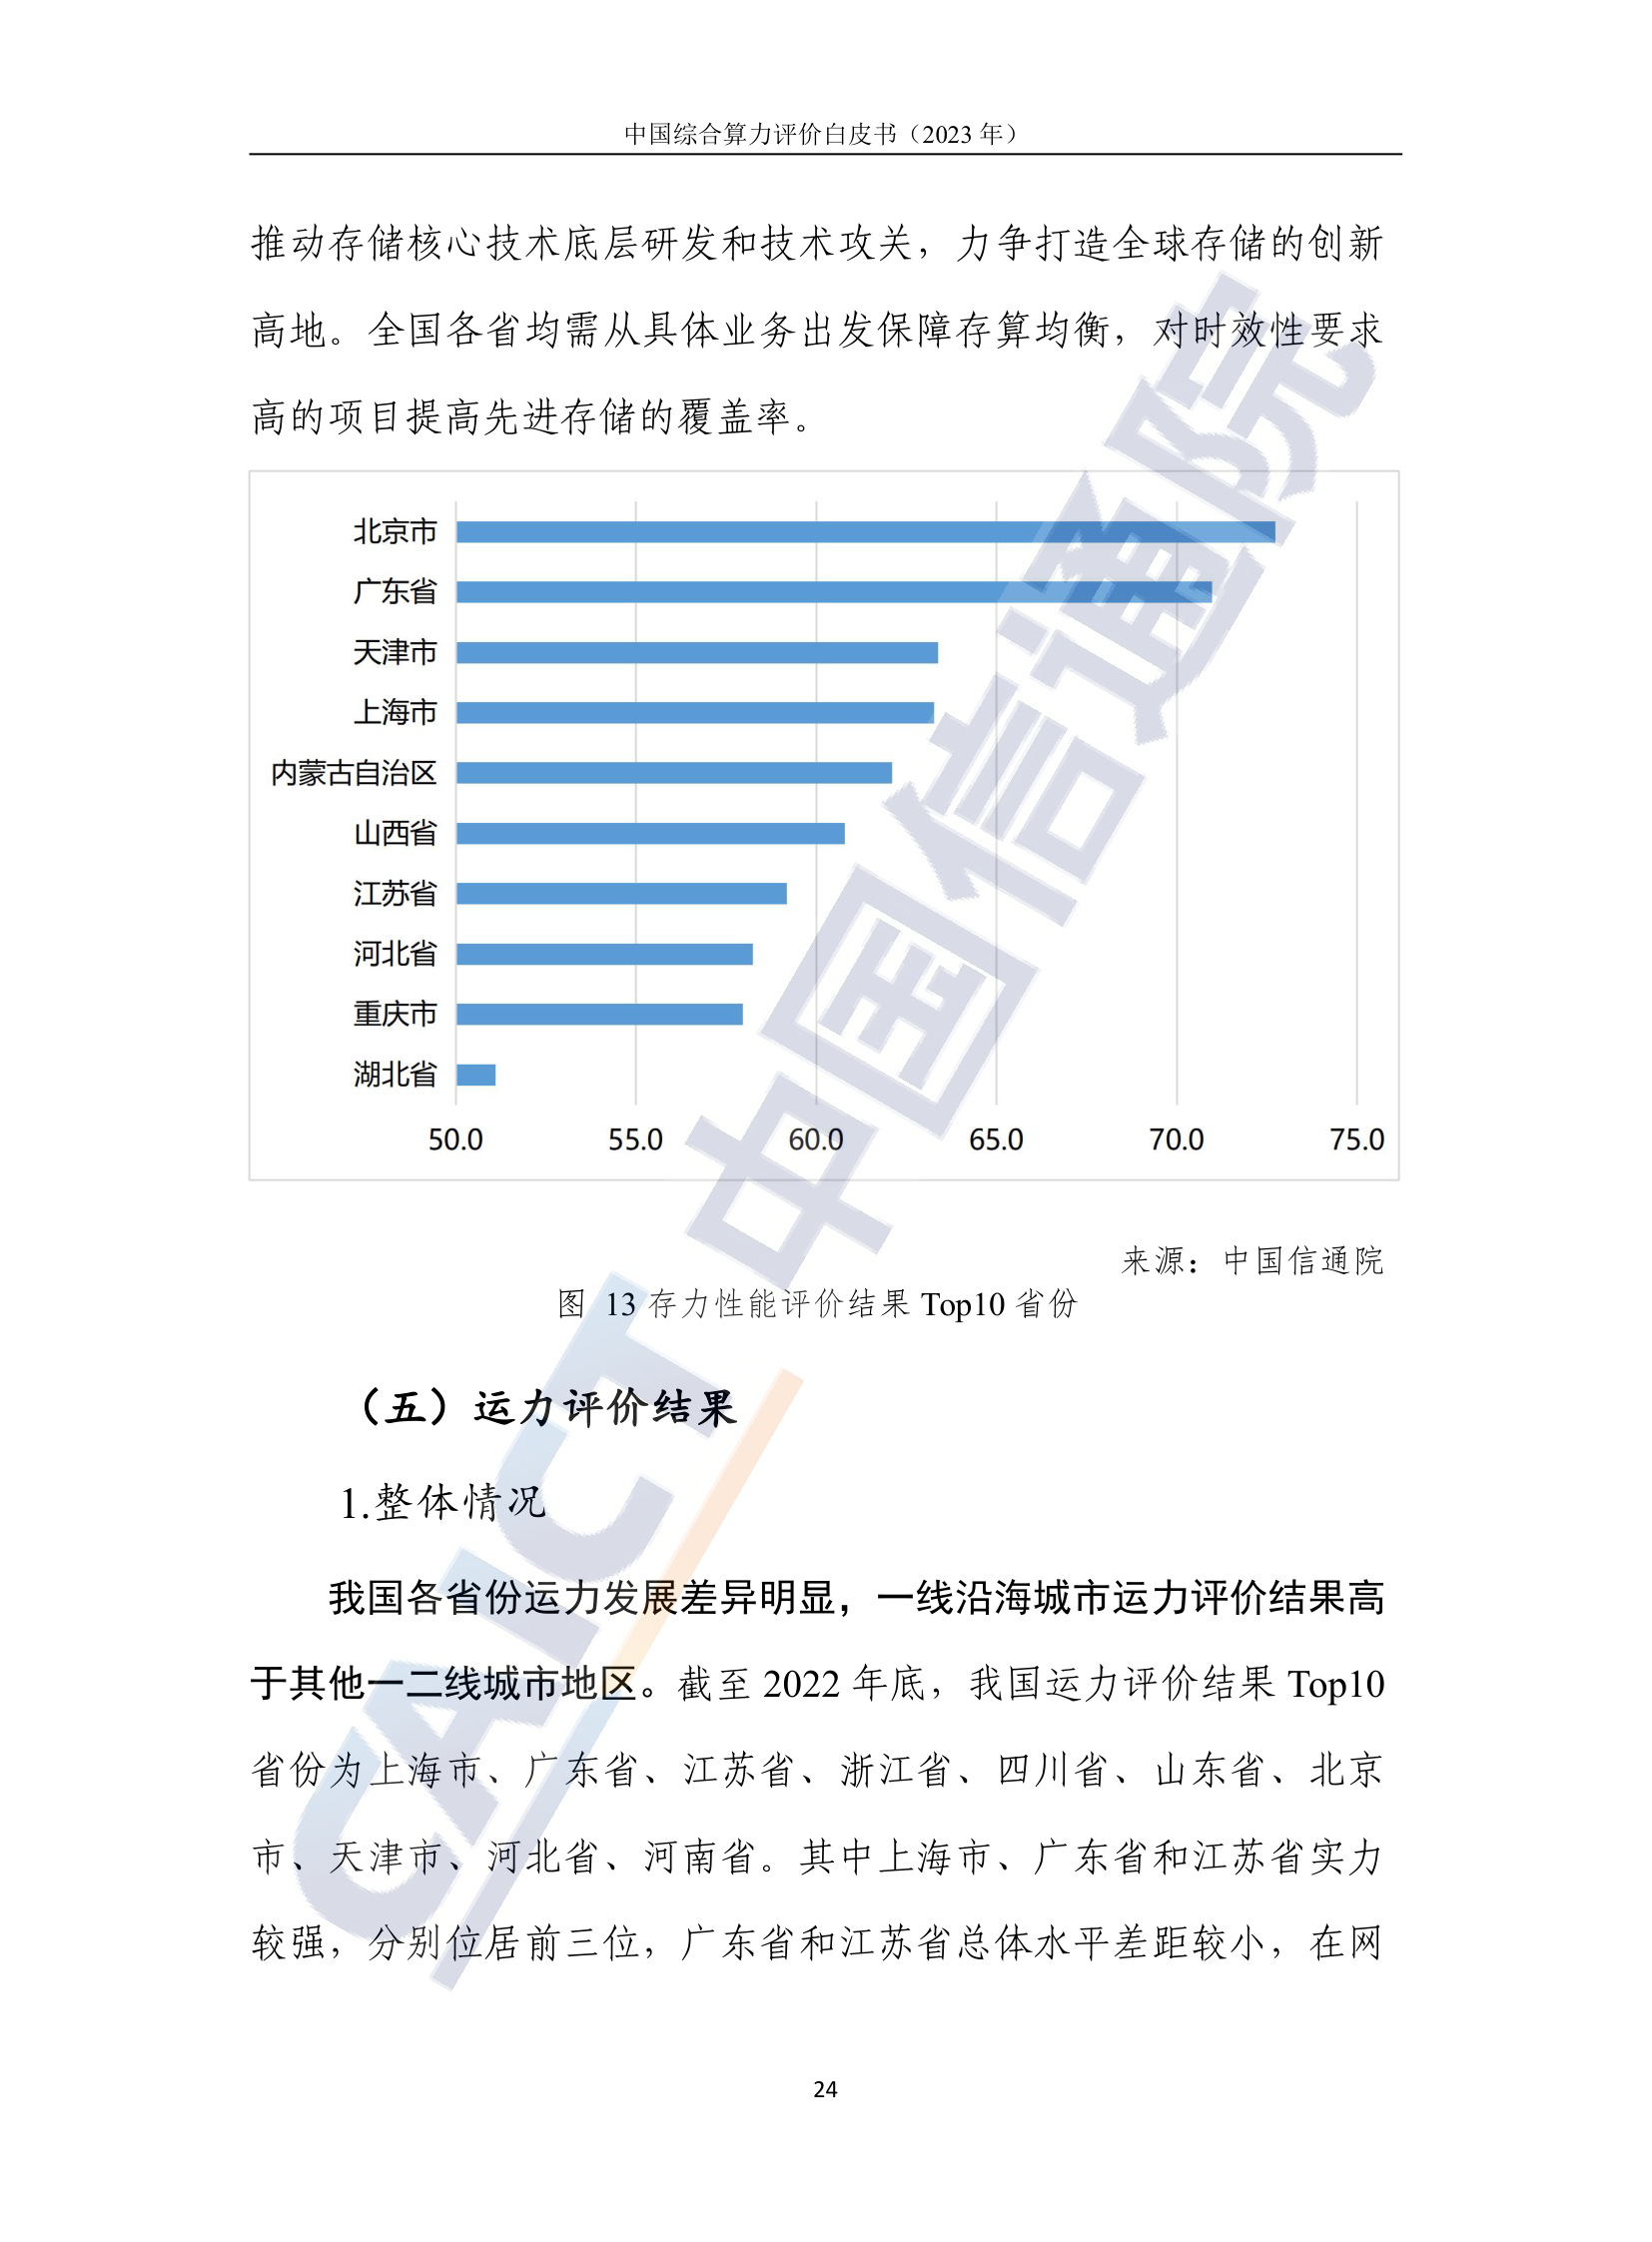 中国综合算力评价白皮书（2023 年）
推动存储核心技术底层研发和技术攻关，力争打造全球存储的创新
高地。全国各省均需从具体业务出发保障存算均衡，对时效性要求
高的项目提高先进存储的覆盖率。
北京市
广东省
天津市
上海市
内蒙古自治区
山西省
江苏省
河北省
重庆市
湖北省
50.0 55.0 60.0 65.0 70.0 75.0
来源：中国信通院
图 13 存力性能评价结果 Top10 省份
（五）运力评价结果
1.整体情况
我国各省份运力发展差异明显，一线沿海城市运力评价结果高
于其他一二线城市地区。截至 2022 年底，我国运力评价结果 Top10
省份为上海市、广东省、江苏省、浙江省、四川省、山东省、北京
市、天津市、河北省、河南省。其中上海市、广东省和江苏省实力
较强，分别位居前三位，广东省和江苏省总体水平差距较小，在网
24
CAICT 中国信通院